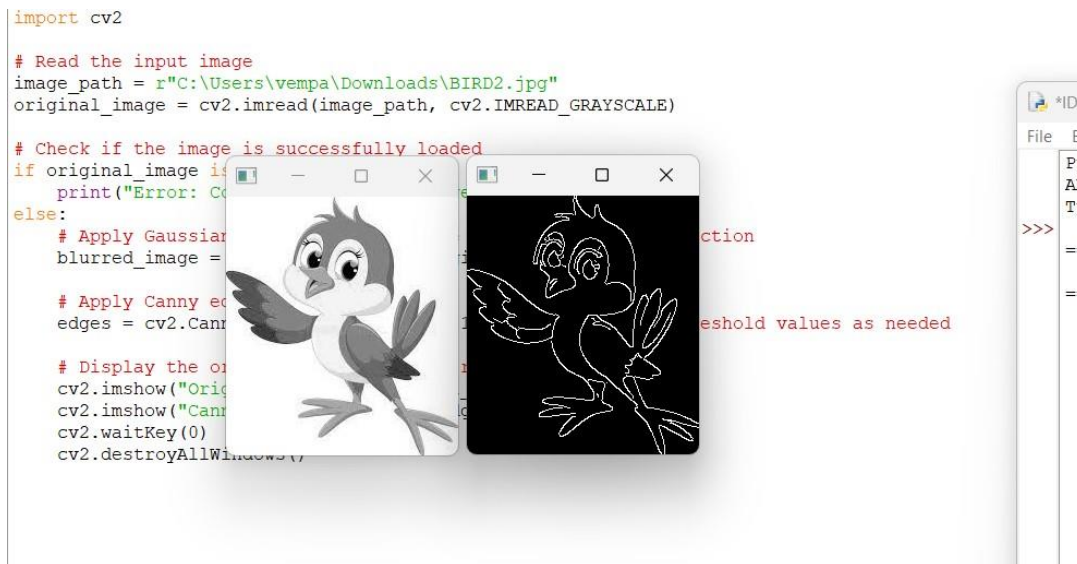 import cv2
# Read the input image
image_path = r"C:\Users\vempa\Downloads\BIRD2.jpg"
original_image = cv2.imread(image_path, cv2.IMREAD_GRAYSCALE)
# Check if the image is successfully loaded
if original_image is
print("Error: Co
else:
# Apply Gaussian ction
blurred_image =
# Apply Canny ed
edges = cv2.Cann eshold values as needed
# Display the or
cv2.imshow("Orig
cv2.imshow("Cann
cv2.waitKey(0)
cv2.destroyAllWindows()
*ID
File E
>>>